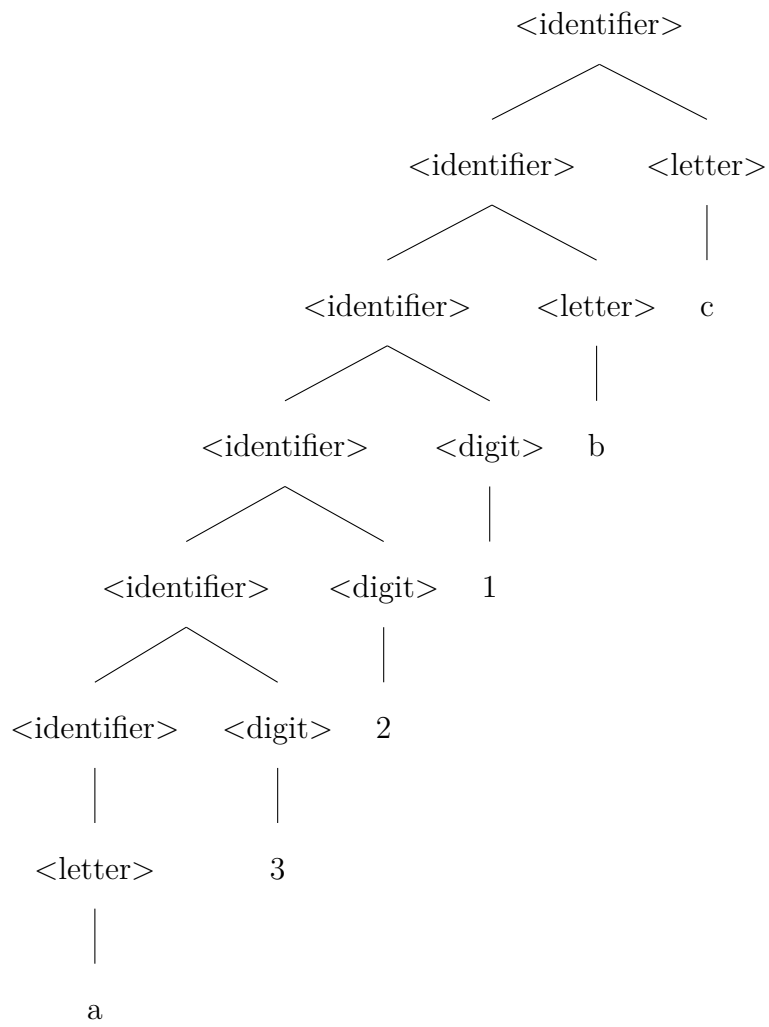 <identifier>
<identifier> <letter>
<identifier> <letter> c
<identifier> <digit> b
<identifier> <digit> 1
<identifier> <digit> 2
<letter> 3
a